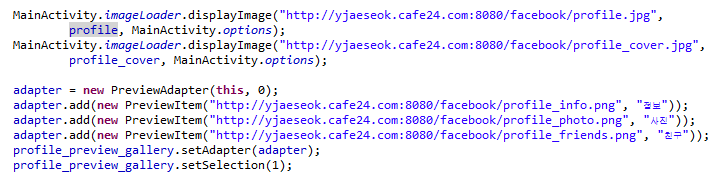 MainActivity.imageLoader.displayImage("http://yjaeseok.cafe24.com:8080/facebook/profile.jpg",
profile, MainActivity.options);
MainActivity.imageLoader.displayImage("http://yjaeseok.cafe24.com:8080/facebook/profile_cover.jpg",
profile_cover, MainActivity.options);
adapter = new PreviewAdapter(this, 0);
adapter.add(new PreviewItem("http://yjaeseok.cafe24.com:8080/facebook/profile_info.png", "정보"));
adapter.add(new PreviewItem("http://yjaeseok.cafe24.com:8080/facebook/profile_photo.png", "사진"));
adapter.add(new PreviewItem("http://yjaeseok.cafe24.com:8080/facebook/profile_friends.png", "친구"));
profile_preview_gallery.setAdapter(adapter);
profile_preview_gallery.setSelection(1);